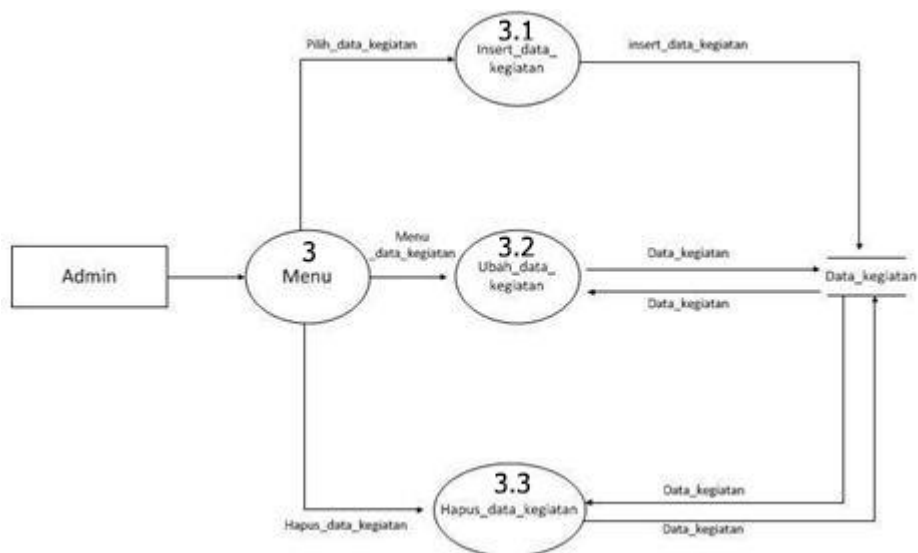 3.1
Pilih_data_kegiatan
Insert_data_
kegiatan
insert_data_kegiatan
Admin
3
Menu
Menu
_data_kegiatan
3.2
Ubah_data_
kegiatan
Data_kegiatan
Data_kegiatan
Data_kegiatan
3.3
Hapus_data_kegiatan
Hapus_data_kegiatan
Data_kegiatan
Data_kegiatan